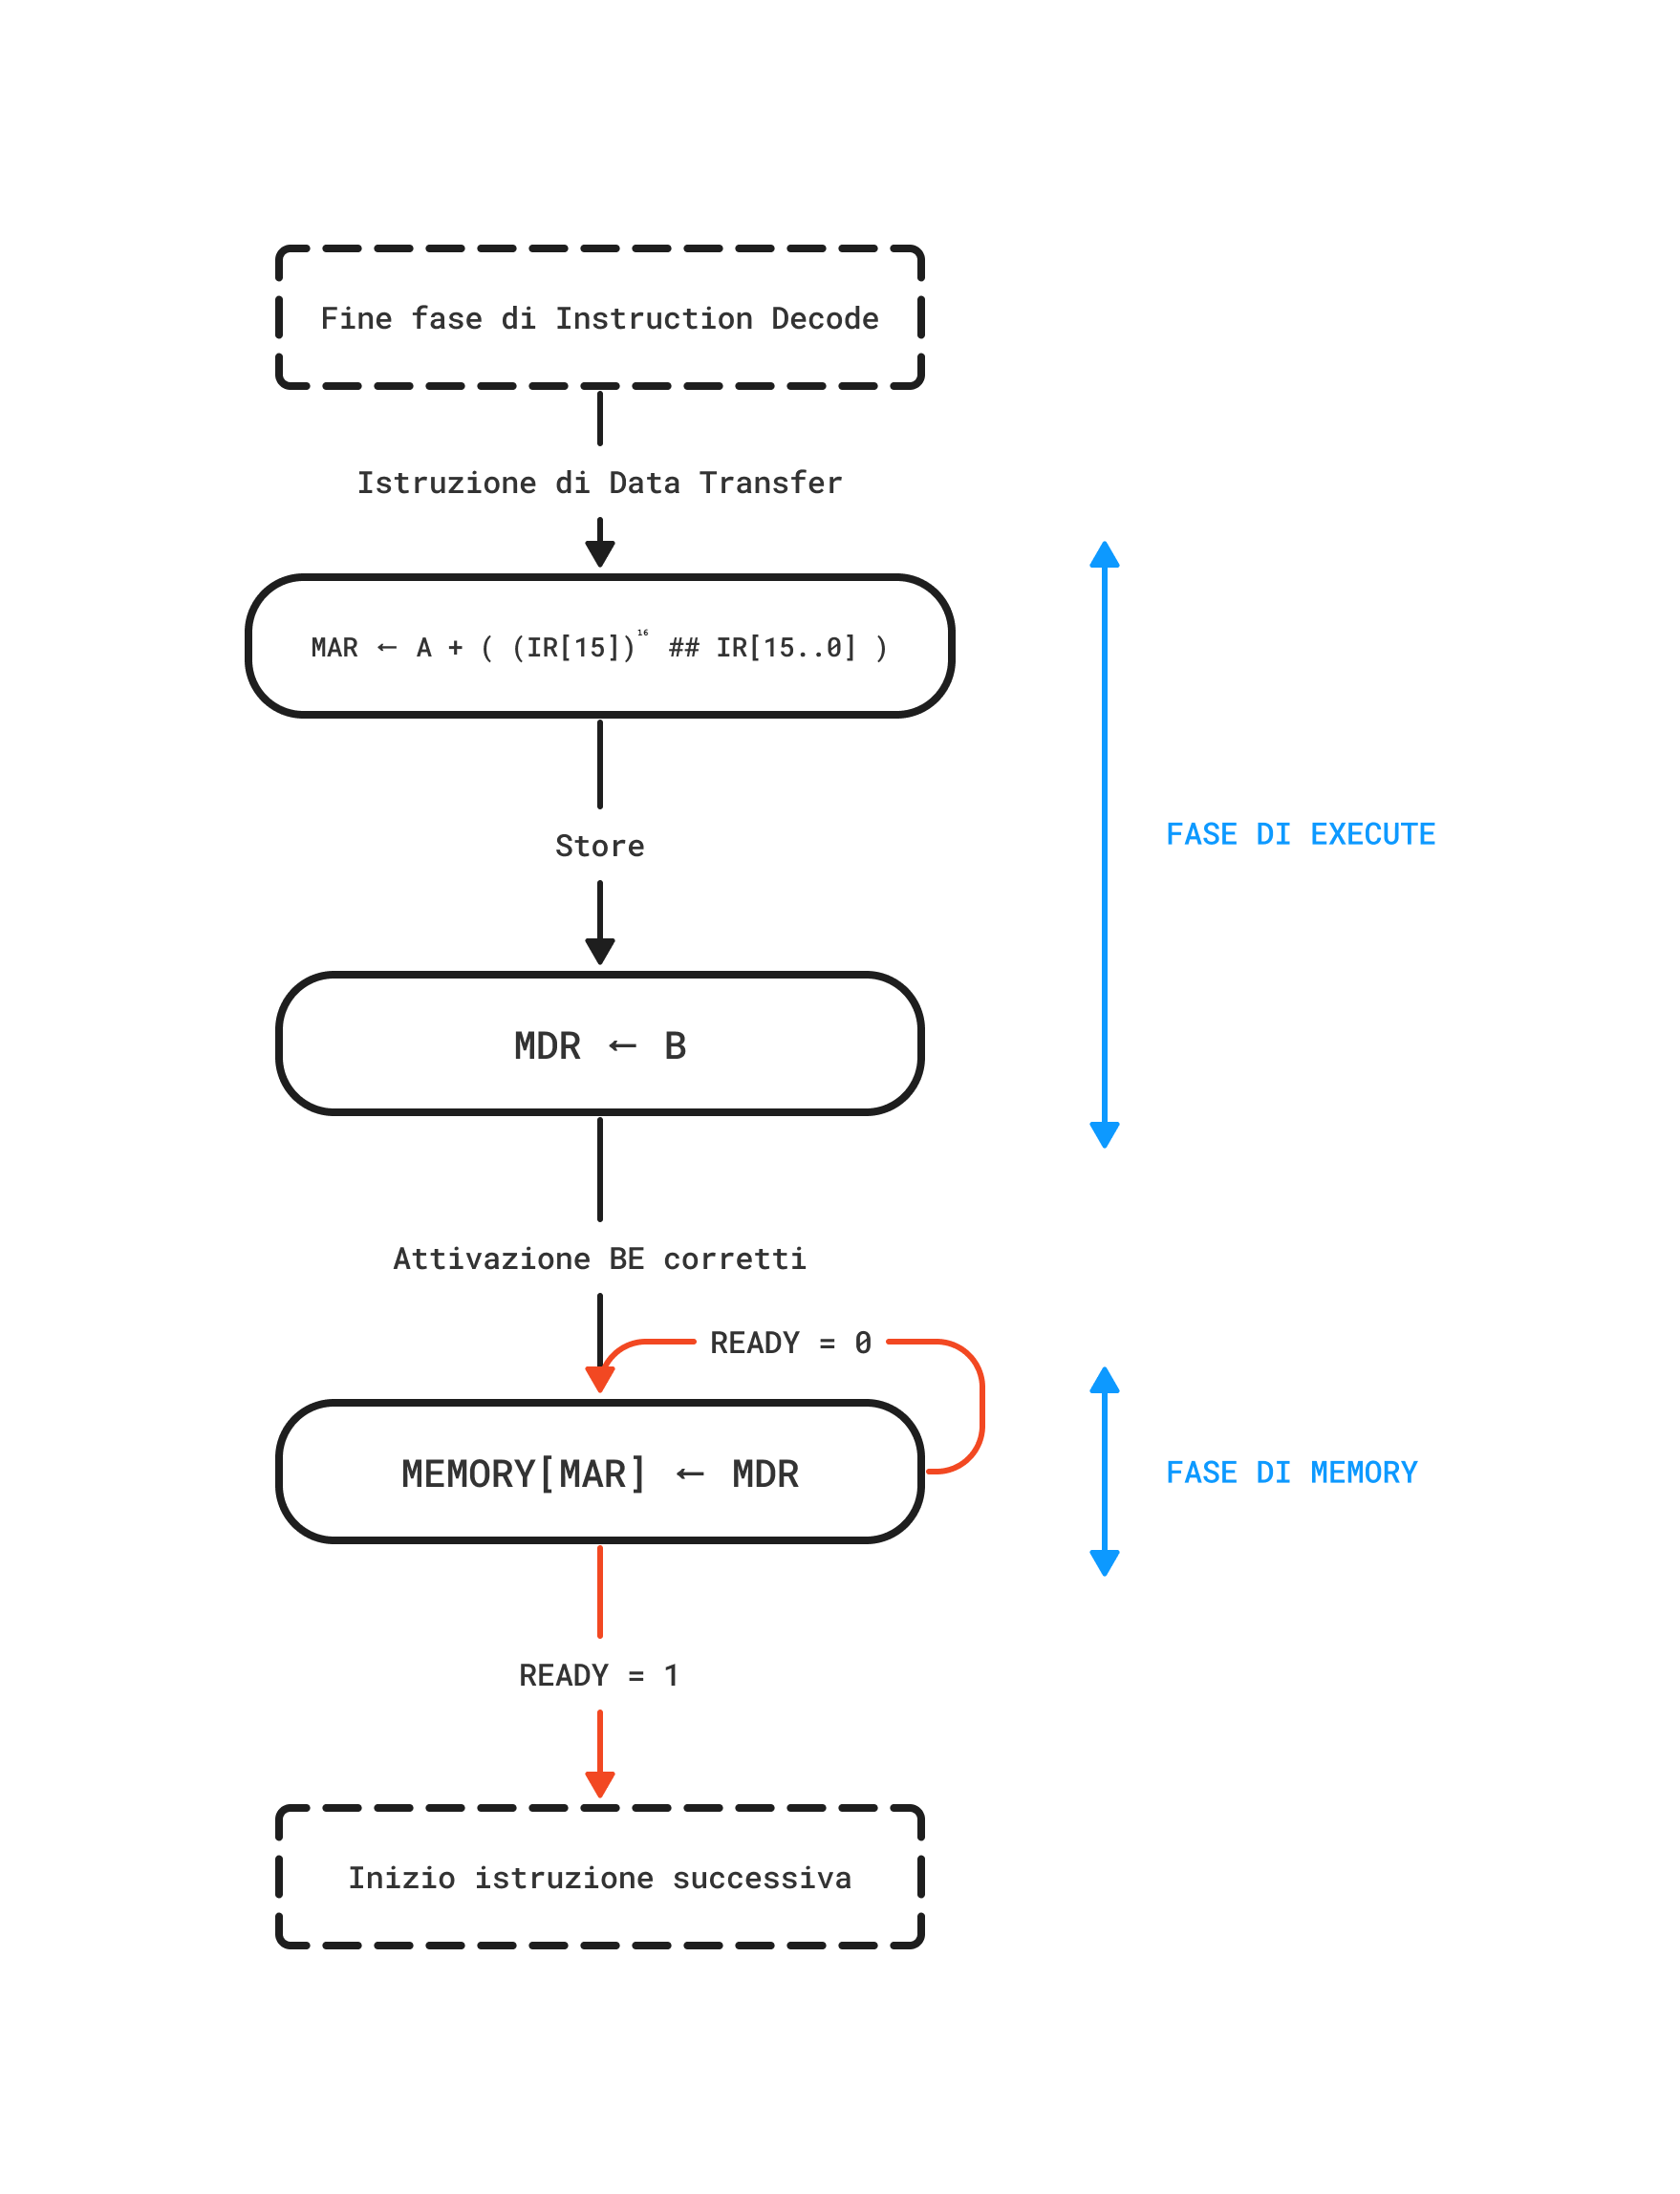 Fine fase di Instruction Decode
Istruzione di Data Transfer
MAR ← A + ( (IR[15])¹⁶ ## IR[15..0] )
FASE DI EXECUTE
Store
MDR ← B
Attivazione BE corretti
READY = 0
MEMORY[MAR] ← MDR
FASE DI MEMORY
READY = 1
Inizio istruzione successiva